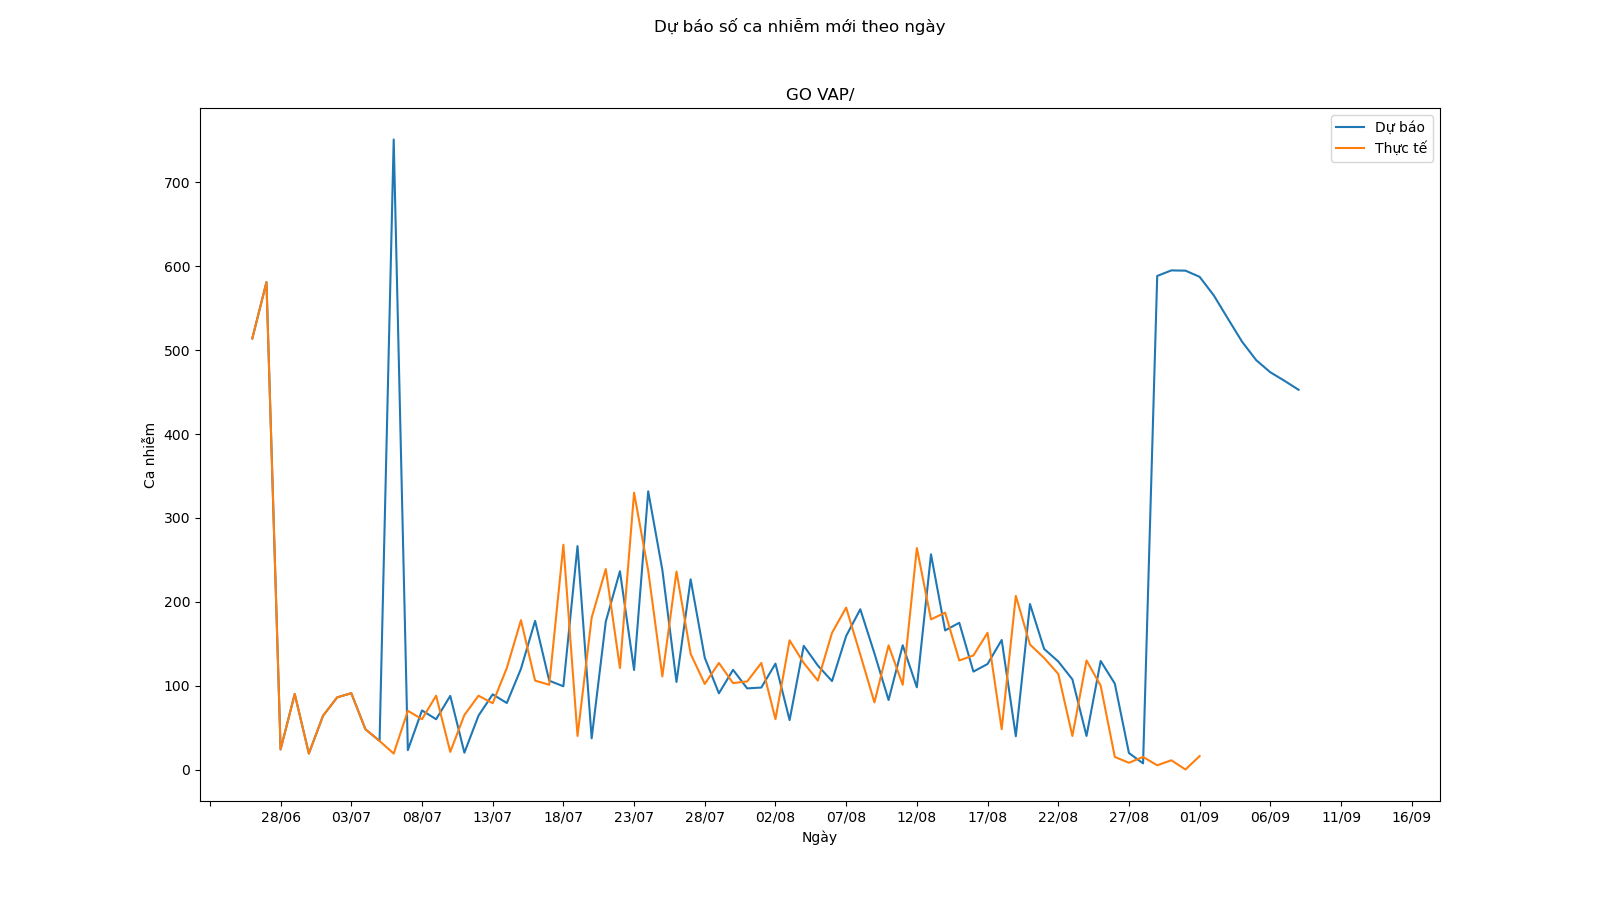 Dự báo số ca nhiễm mới theo ngày
GO VAP/
Dự báo
Thực tế
700
600
500
400
300
200
100
0
Ca nhiễm
28/06 03/07 08/07 13/07 18/07 23/07 28/07 02/08 07/08 12/08 17/08 22/08 27/08 01/09 06/09 11/09 16/09
Ngày